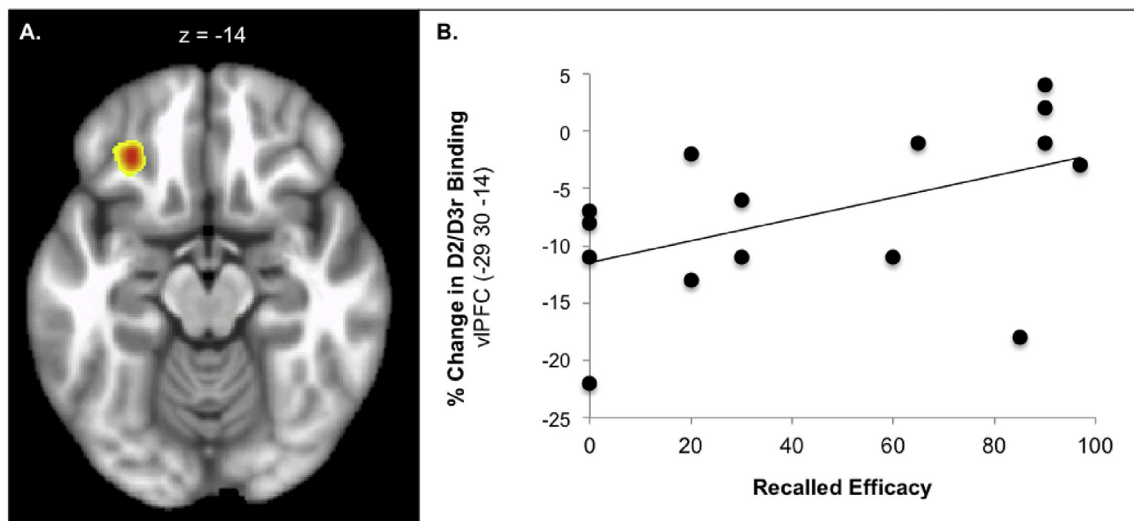 A.
z = -14
B.
% Change in D2/D3r Binding
vlPFC (-29 30 -14)
5
0
-5
-10
-15
-20
-25
0
20
40
60
80
100
Recalled Efficacy